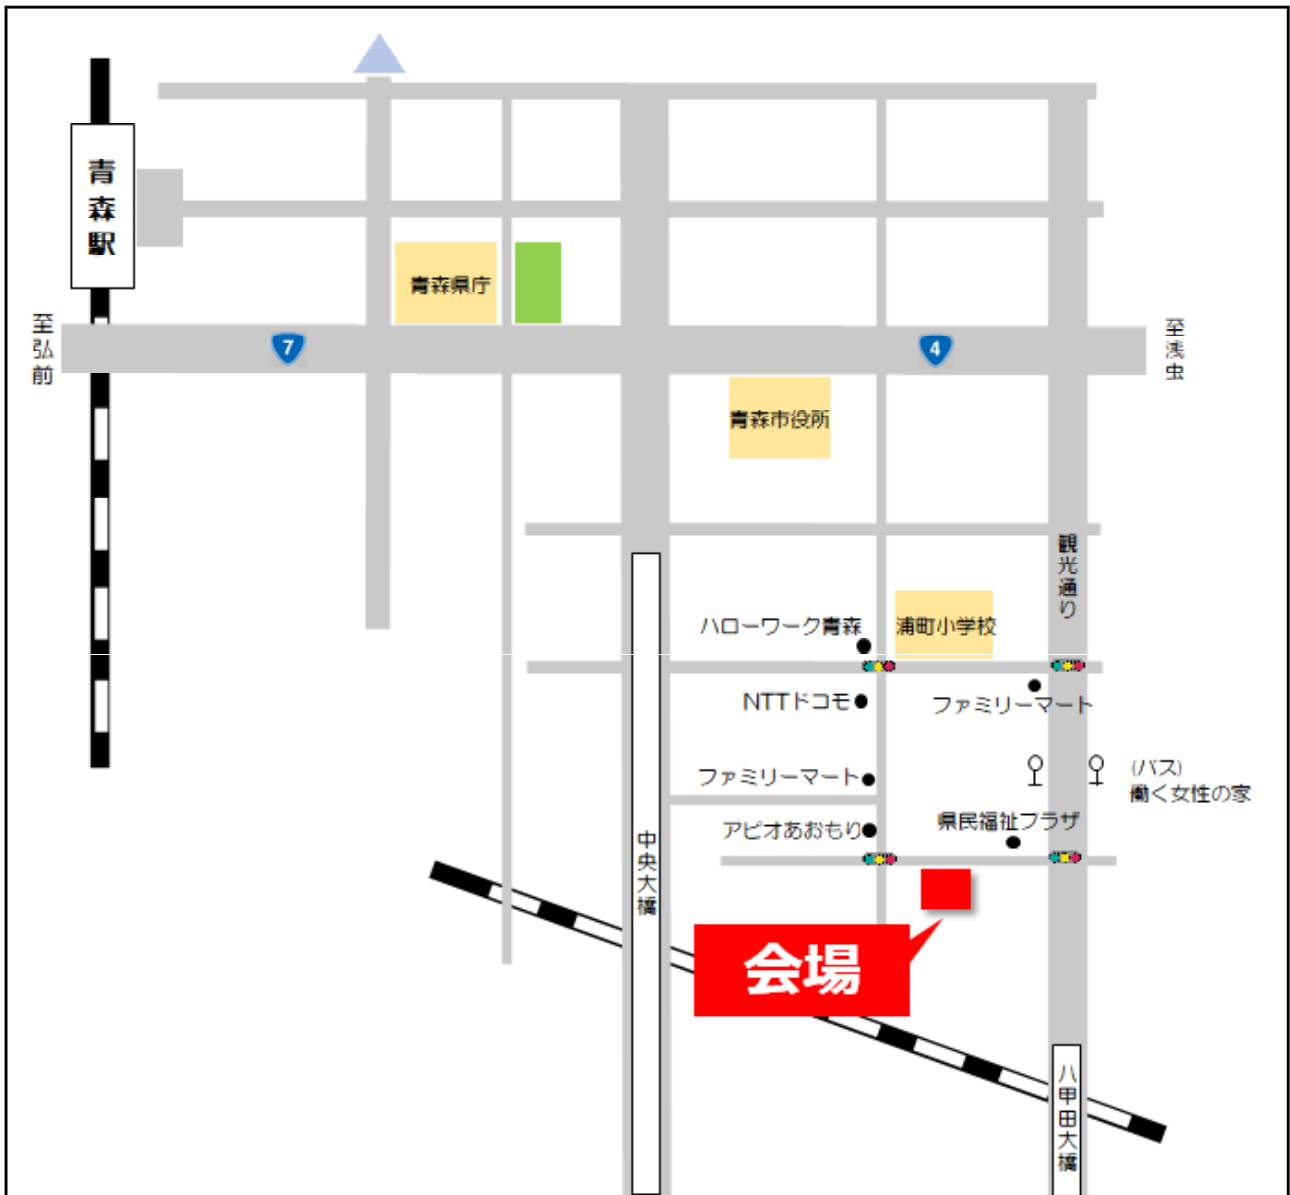 青森駅
至弘前
7
青森県庁
4
至浅虫
青森市役所
観光通り
ハローワーク青森
浦町小学校
NTTドコモ
ファミリーマート
ファミリーマート
(バス)
働く女性の家
アピオあおもり
県民福祉プラザ
中央大橋
会場
八甲田大橋